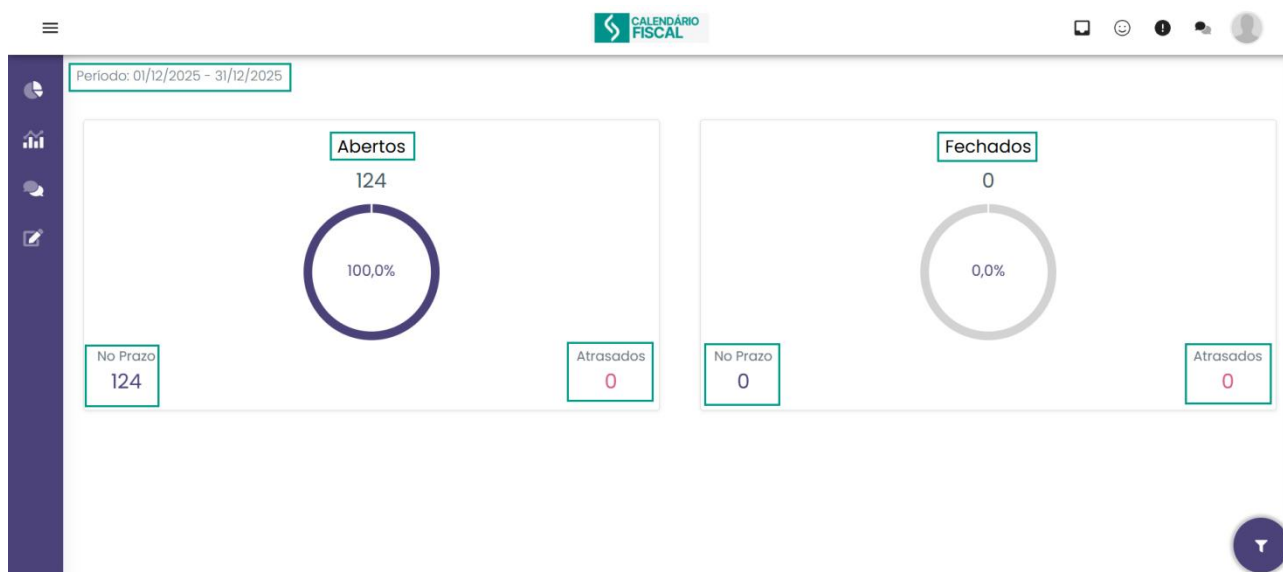 CALENDÁRIO
FISCAL
Período: 01/12/2025 - 31/12/2025
Abertos
124
100,0%
No Prazo
124
Atrasados
0
Fechados
0
0,0%
No Prazo
0
Atrasados
0